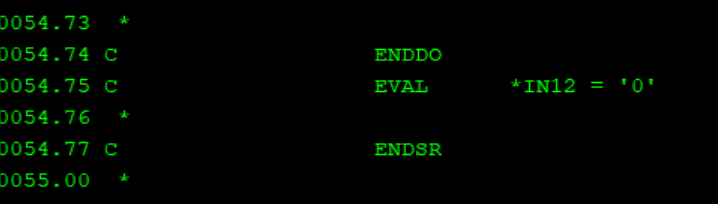 0054.73  *
0054.74 C                   ENDDO
0054.75 C                   EVAL      *IN12 = '0'
0054.76  *
0054.77 C                   ENDSR
0055.00  *